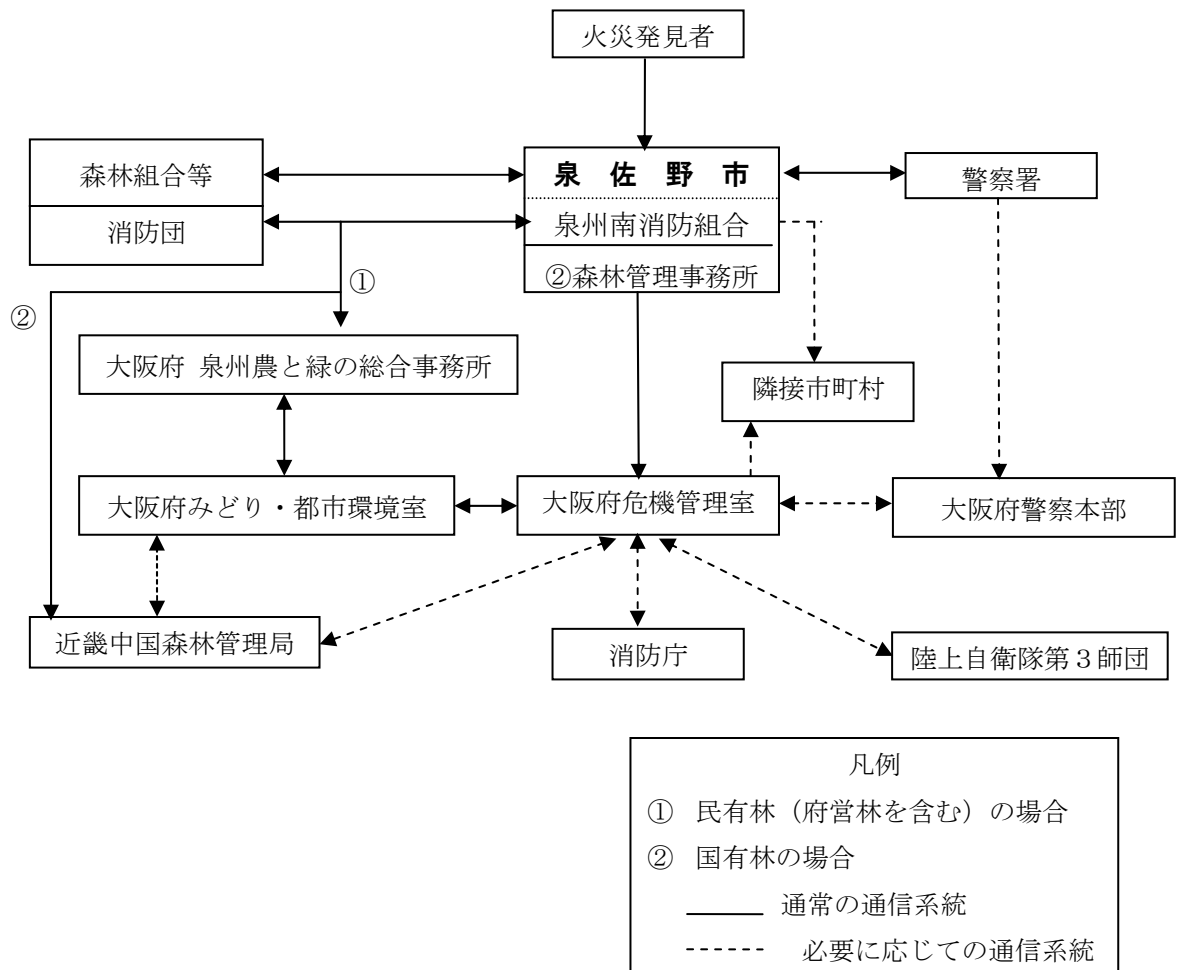 火災発見者
森林組合等
消防団
泉佐野市
泉州南消防組合
②森林管理事務所
警察署
①
②
大阪府 泉州農と緑の総合事務所
隣接市町村
大阪府みどり・都市環境室
大阪府危機管理室
大阪府警察本部
近畿中国森林管理局
消防庁
陸上自衛隊第3師団
凡例
① 民有林（府営林を含む）の場合
② 国有林の場合
通常の通信系統
必要に応じての通信系統